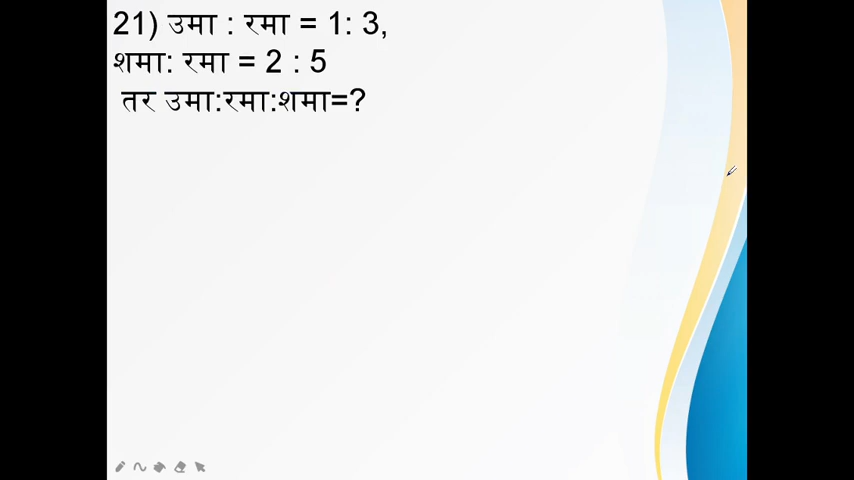 21) उमा : रमा = 1: 3,
शमा: रमा = 2 : 5
तर उमा:रमा:शमा=?